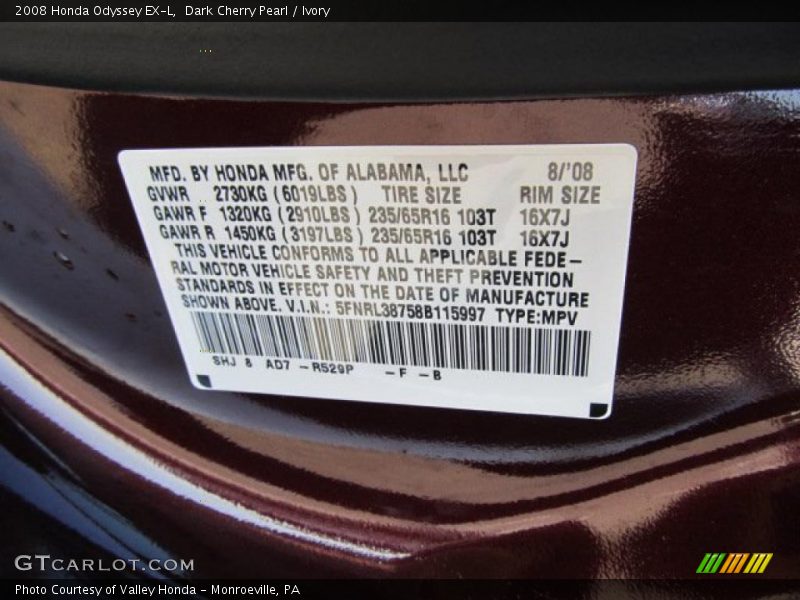 2008 Honda Odyssey EX-L, Dark Cherry Pearl / Ivory
MFD. BY HONDA MFG. OF ALABAMA, LLC 8/'08
GVWR 2730KG (6019LBS) TIRE SIZE RIM SIZE
GAWR F 1320KG (2910LBS) 235/65R16 103T 16X7J
GAWR R 1450KG (3197LBS) 235/65R16 103T 16X7J
THIS VEHICLE CONFORMS TO ALL APPLICABLE FEDE-
RAL MOTOR VEHICLE SAFETY AND THEFT PREVENTION
STANDARDS IN EFFECT ON THE DATE OF MANUFACTURE
SHOWN ABOVE. V.I.N.: 5FNRL38758B115997 TYPE:MPV
SHJ 8 AD7 -R529P -F -B
GTCARLOT.COM
Photo Courtesy of Valley Honda - Monroeville, PA